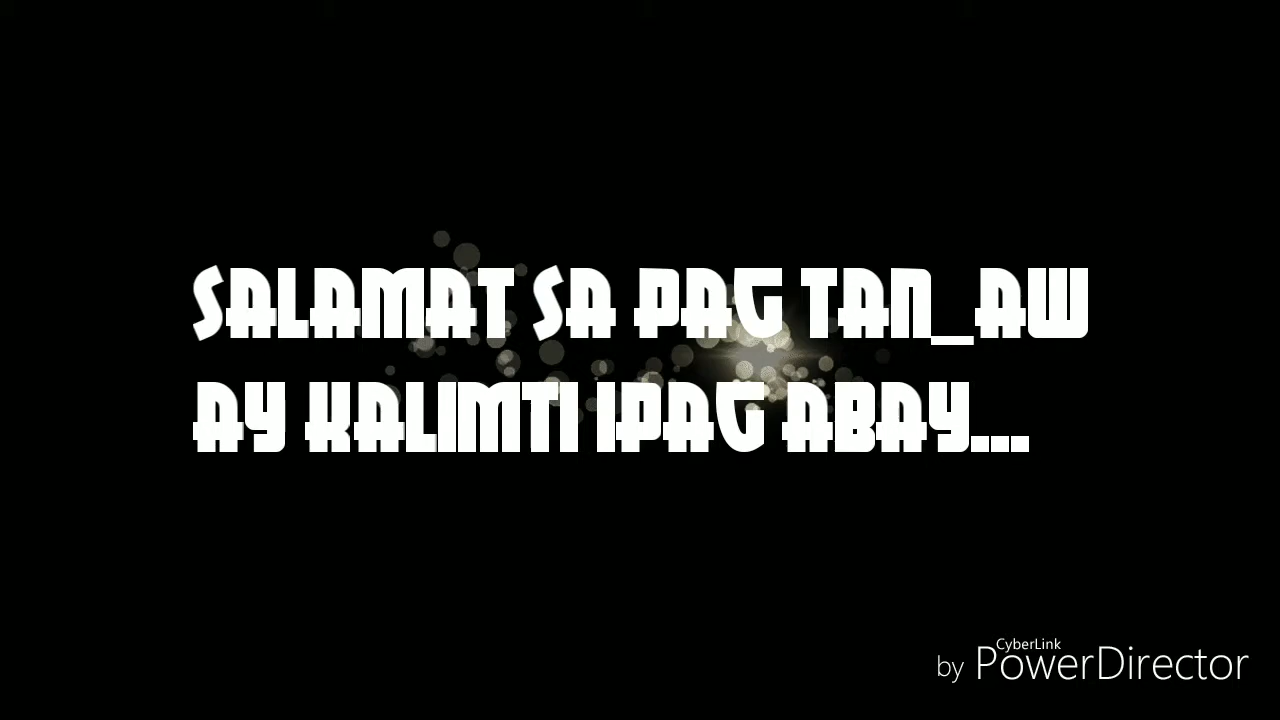 SALAMAT SA PAG TAN_AW
AY KALIMTI IPAG ABAY...
CyberLink
by PowerDirector